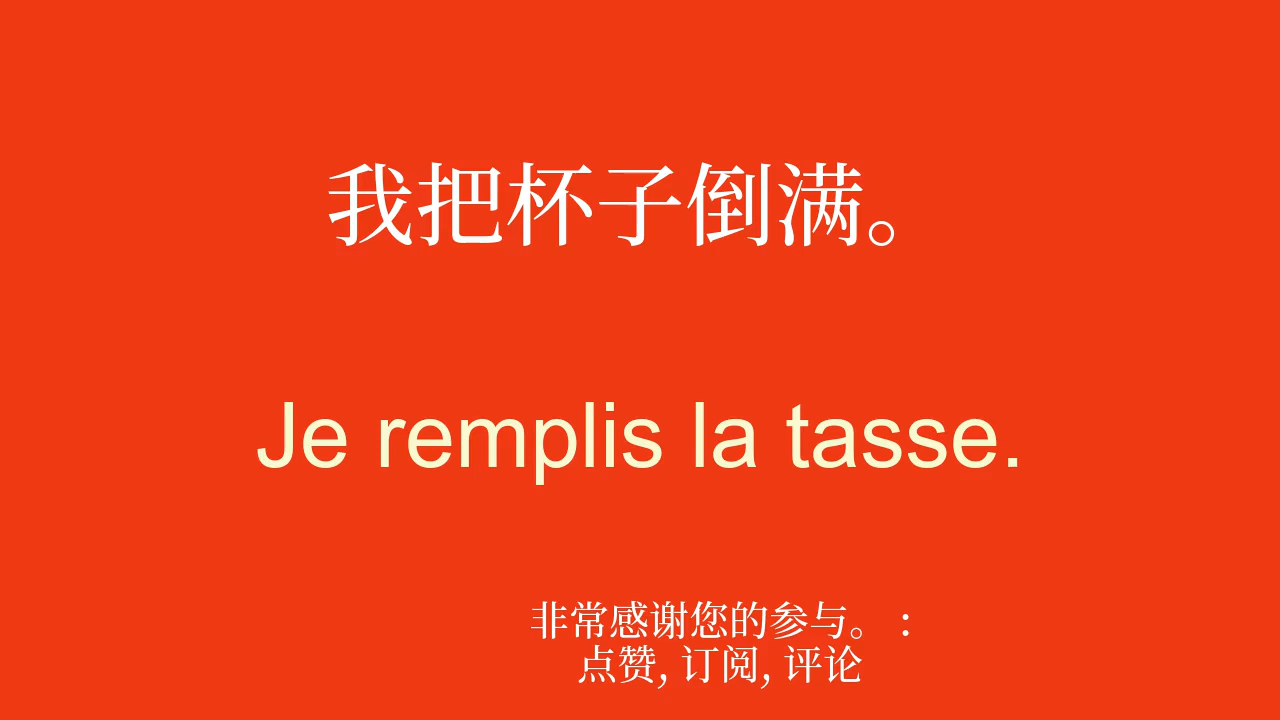 我把杯子倒满。
Je remplis la tasse.
非常感谢您的参与。 :
点赞, 订阅, 评论